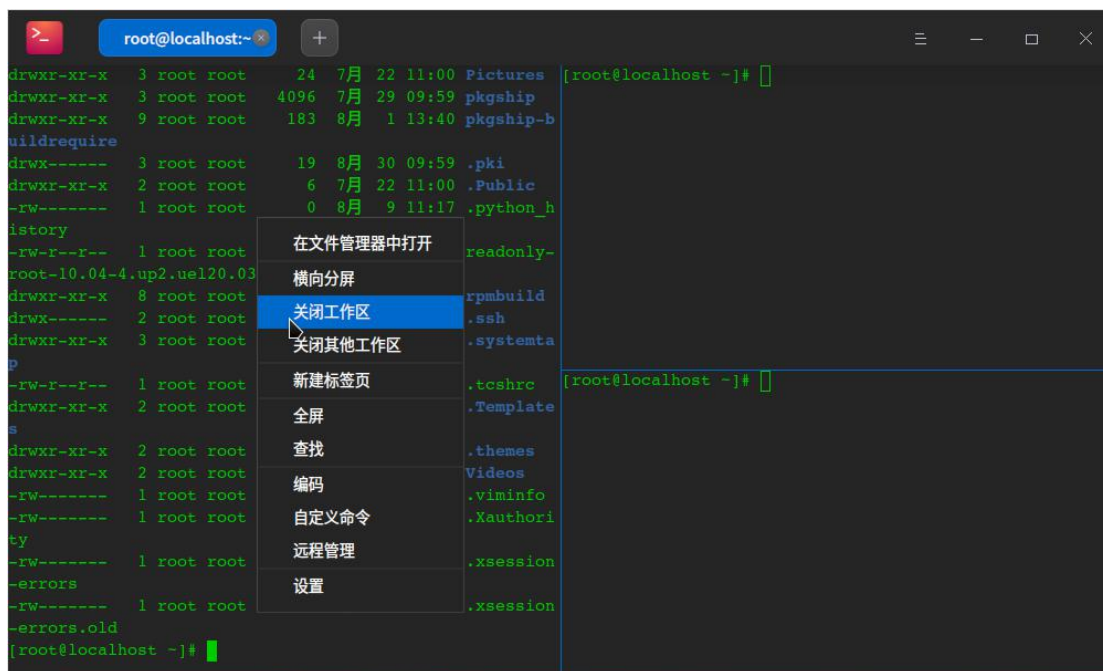 >_ root@localhost:~ +
drwxr-xr-x 3 root root 24 7月 22 11:00 Pictures
drwxr-xr-x 3 root root 4096 7月 29 09:59 pkgship
drwxr-xr-x 9 root root 183 8月 1 13:40 pkgship-b
uildrequire
drwx------ 3 root root 19 8月 30 09:59 .pki
drwxr-xr-x 2 root root 6 7月 22 11:00 .Public
-rw------- 1 root root 0 8月 9 11:17 .python_h
istory
-rw-r--r-- 1 root root readonly-
root-10.04-4.up2.uel20.03
drwxr-xr-x 8 root root rpmbuild
drwx------ 2 root root .ssh
drwxr-xr-x 3 root root .systemta
p
-rw-r--r-- 1 root root .tcshrc
drwxr-xr-x 2 root root .Template
s
drwxr-xr-x 2 root root .themes
drwxr-xr-x 2 root root Videos
-rw------- 1 root root .viminfo
-rw------- 1 root root .Xauthori
ty
-rw------- 1 root root .xsession
-errors
-rw------- 1 root root .xsession
-errors.old
[root@localhost ~]#
在文件管理器中打开
横向分屏
关闭工作区
关闭其他工作区
新建标签页
全屏
查找
编码
自定义命令
远程管理
设置
[root@localhost ~]#
[root@localhost ~]#